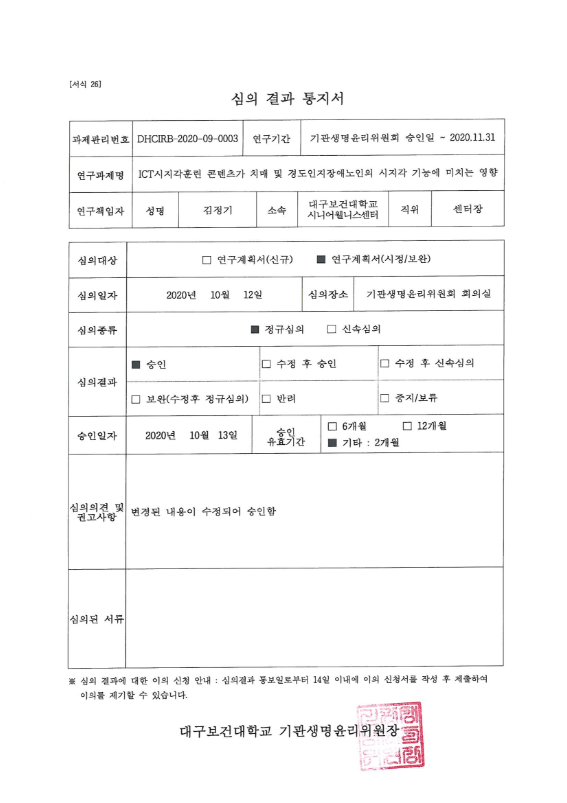 [서식 26]
심의 결과 통지서
과제관리번호 DHCIRB-2020-09-0003 연구기간 기관생명윤리위원회 승인일 ~ 2020.11.31
연구과제명 ICT시지각훈련 콘텐츠가 치매 및 경도인지장애노인의 시지각 기능에 미치는 영향
연구책임자 성명 김정기 소속 대구보건대학교 시니어웰니스센터 직위 센터장
심의대상 □ 연구계획서(신규) ■ 연구계획서(시정/보완)
심의일자 2020년 10월 12일 심의장소 기관생명윤리위원회 회의실
심의종류 ■ 정규심의 □ 신속심의
심의결과 ■ 승인 □ 수정 후 승인 □ 수정 후 신속심의
□ 보완(수정후 정규심의) □ 반려 □ 중지/보류
승인일자 2020년 10월 13일 승인 유효기간 □ 6개월 □ 12개월
■ 기타 : 2개월
심의의견 및 권고사항 변경된 내용이 수정되어 승인함
심의된 서류
※ 심의 결과에 대한 이의 신청 안내 : 심의결과 통보일로부터 14일 이내에 이의 신청서를 작성 후 제출하여
이의를 제기할 수 있습니다.
대구보건대학교 기관생명윤리위원장